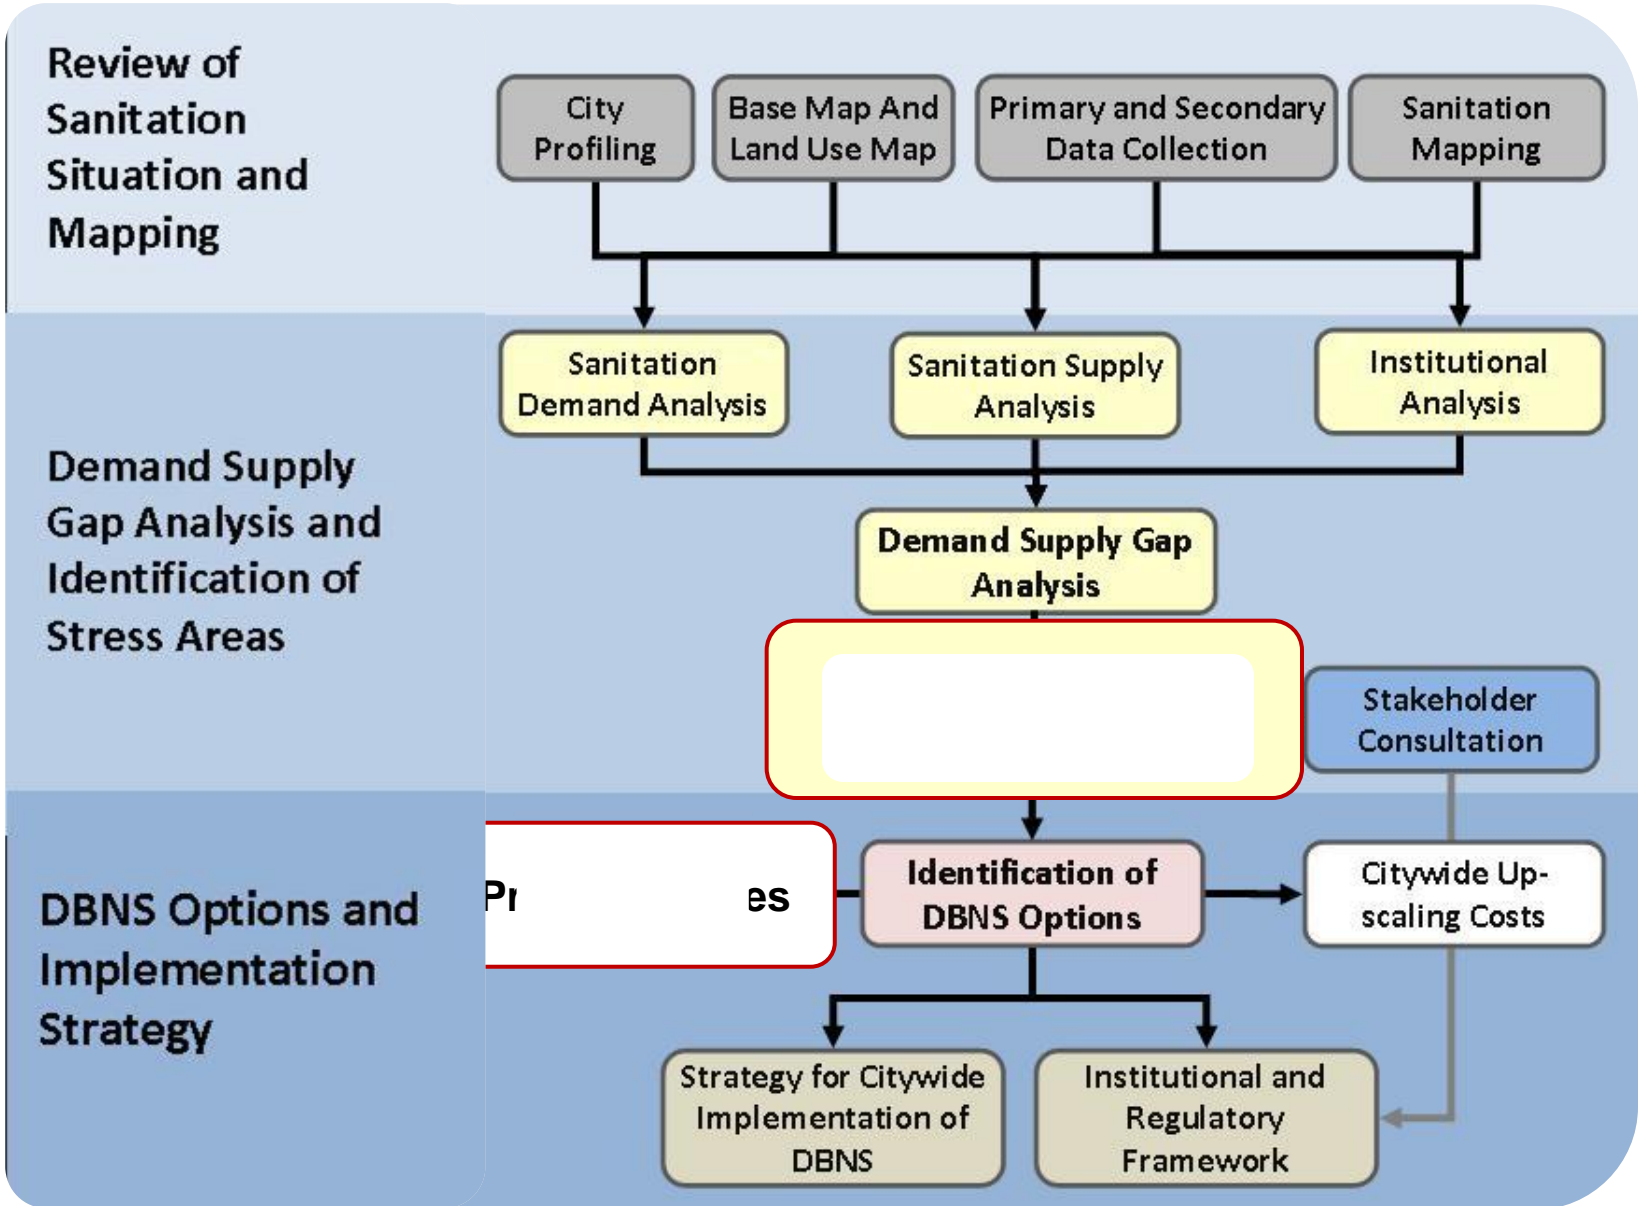 Review of
Sanitation
Situation and
Mapping
City
Profiling
Base Map And
Land Use Map
Primary and Secondary
Data Collection
Sanitation
Mapping
Demand Supply
Gap Analysis and
Identification of
Stress Areas
Sanitation
Demand Analysis
Sanitation Supply
Analysis
Institutional
Analysis
Demand Supply Gap
Analysis
Stakeholder
Consultation
DBNS Options and
Implementation
Strategy
Identification of
DBNS Options
Citywide Up-
scaling Costs
Strategy for Citywide
Implementation of
DBNS
Institutional and
Regulatory
Framework